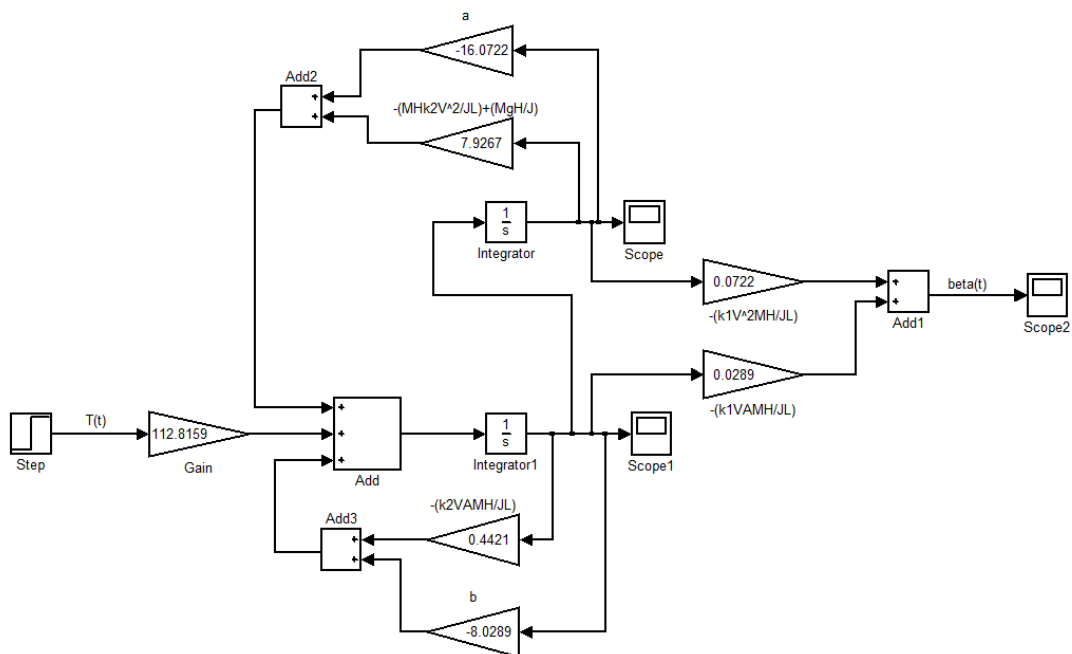 a
-16.0722
Add2
+
+
-(MHk2V^2/JL)+(MgH/J)
7.9267
1
s
Integrator
Scope
0.0722
-(k1V^2MH/JL)
+
+
Add1
beta(t)
Scope2
0.0289
-(k1VAMH/JL)
Step
T(t)
112.8159
Gain
+
+
+
Add
1
s
Integrator1
Scope1
-(k2VAMH/JL)
Add3
+
+
0.4421
b
-8.0289